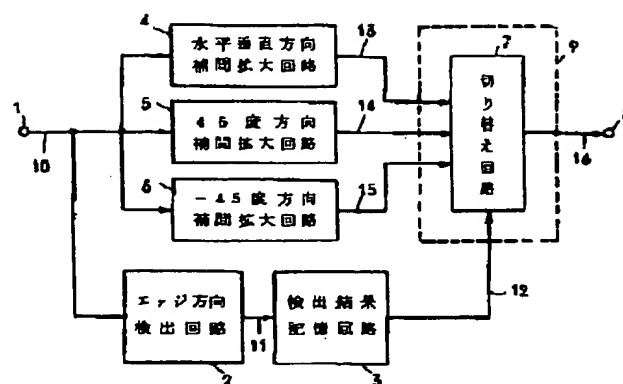 4
水平垂直方向
補間拡大回路
13
5
45度方向
補間拡大回路
14
6
-45度方向
補間拡大回路
15
1
10
7
切り替え回路
9
16
エッジ方向
検出回路
2
11
検出結果
記憶回路
3
12